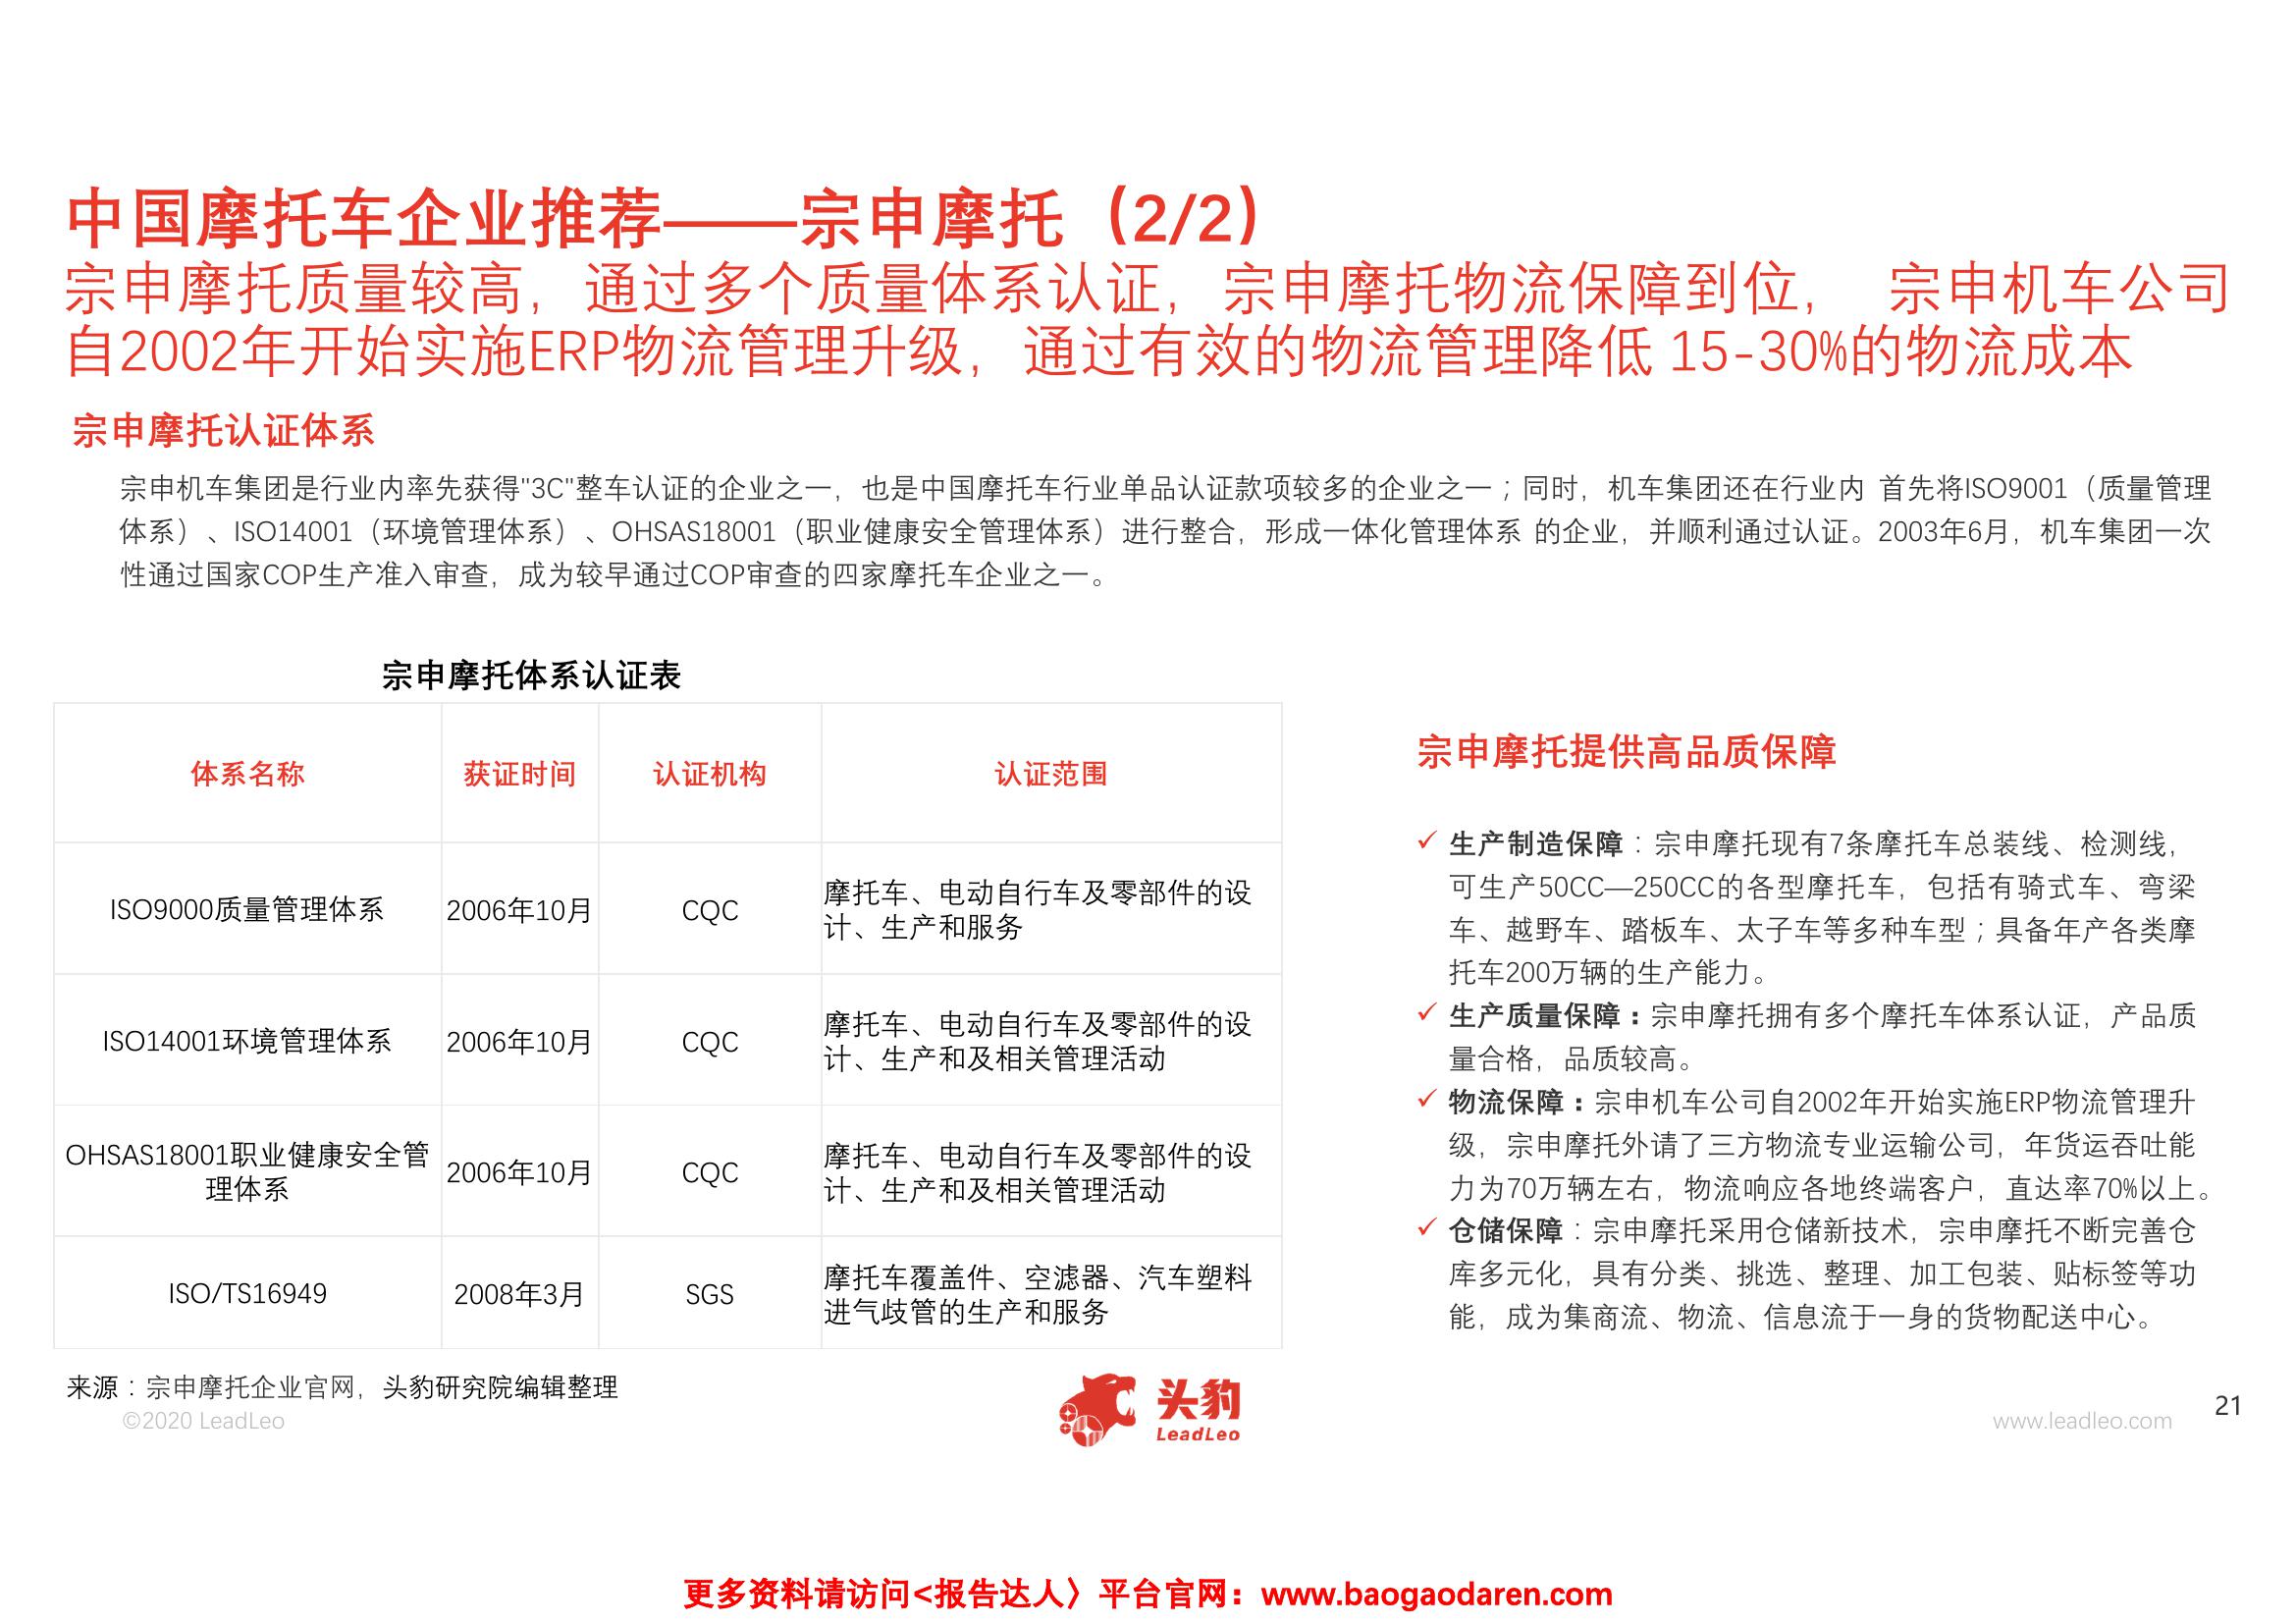 中国摩托车企业推荐——宗申摩托（2/2）
宗申摩托质量较高，通过多个质量体系认证，宗申摩托物流保障到位， 宗申机车公司
自2002年开始实施ERP物流管理升级，通过有效的物流管理降低 15-30%的物流成本
宗申摩托认证体系
宗申机车集团是行业内率先获得"3C"整车认证的企业之一，也是中国摩托车行业单品认证款项较多的企业之一；同时，机车集团还在行业内 首先将ISO9001（质量管理
体系）、ISO14001（环境管理体系）、OHSAS18001（职业健康安全管理体系）进行整合，形成一体化管理体系 的企业，并顺利通过认证。2003年6月，机车集团一次
性通过国家COP生产准入审查，成为较早通过COP审查的四家摩托车企业之一。
宗申摩托体系认证表
体系名称 获证时间 认证机构 认证范围
ISO9000质量管理体系 2006年10月 CQC 摩托车、电动自行车及零部件的设
计、生产和服务
ISO14001环境管理体系 2006年10月 CQC 摩托车、电动自行车及零部件的设
计、生产和及相关管理活动
OHSAS18001职业健康安全管
理体系 2006年10月 CQC 摩托车、电动自行车及零部件的设
计、生产和及相关管理活动
ISO/TS16949 2008年3月 SGS 摩托车覆盖件、空滤器、汽车塑料
进气歧管的生产和服务
宗申摩托提供高品质保障
✓ 生产制造保障：宗申摩托现有7条摩托车总装线、检测线，
可生产50CC—250CC的各型摩托车，包括有骑式车、弯梁
车、越野车、踏板车、太子车等多种车型；具备年产各类摩
托车200万辆的生产能力。
✓ 生产质量保障：宗申摩托拥有多个摩托车体系认证，产品质
量合格，品质较高。
✓ 物流保障：宗申机车公司自2002年开始实施ERP物流管理升
级，宗申摩托外请了三方物流专业运输公司，年货运吞吐能
力为70万辆左右，物流响应各地终端客户，直达率70%以上。
✓ 仓储保障：宗申摩托采用仓储新技术，宗申摩托不断完善仓
库多元化，具有分类、挑选、整理、加工包装、贴标签等功
能，成为集商流、物流、信息流于一身的货物配送中心。
来源：宗申摩托企业官网，头豹研究院编辑整理
©2020 LeadLeo
头豹
LeadLeo
www.leadleo.com
21
更多资料请访问<报告达人〉平台官网：www.baogaodaren.com